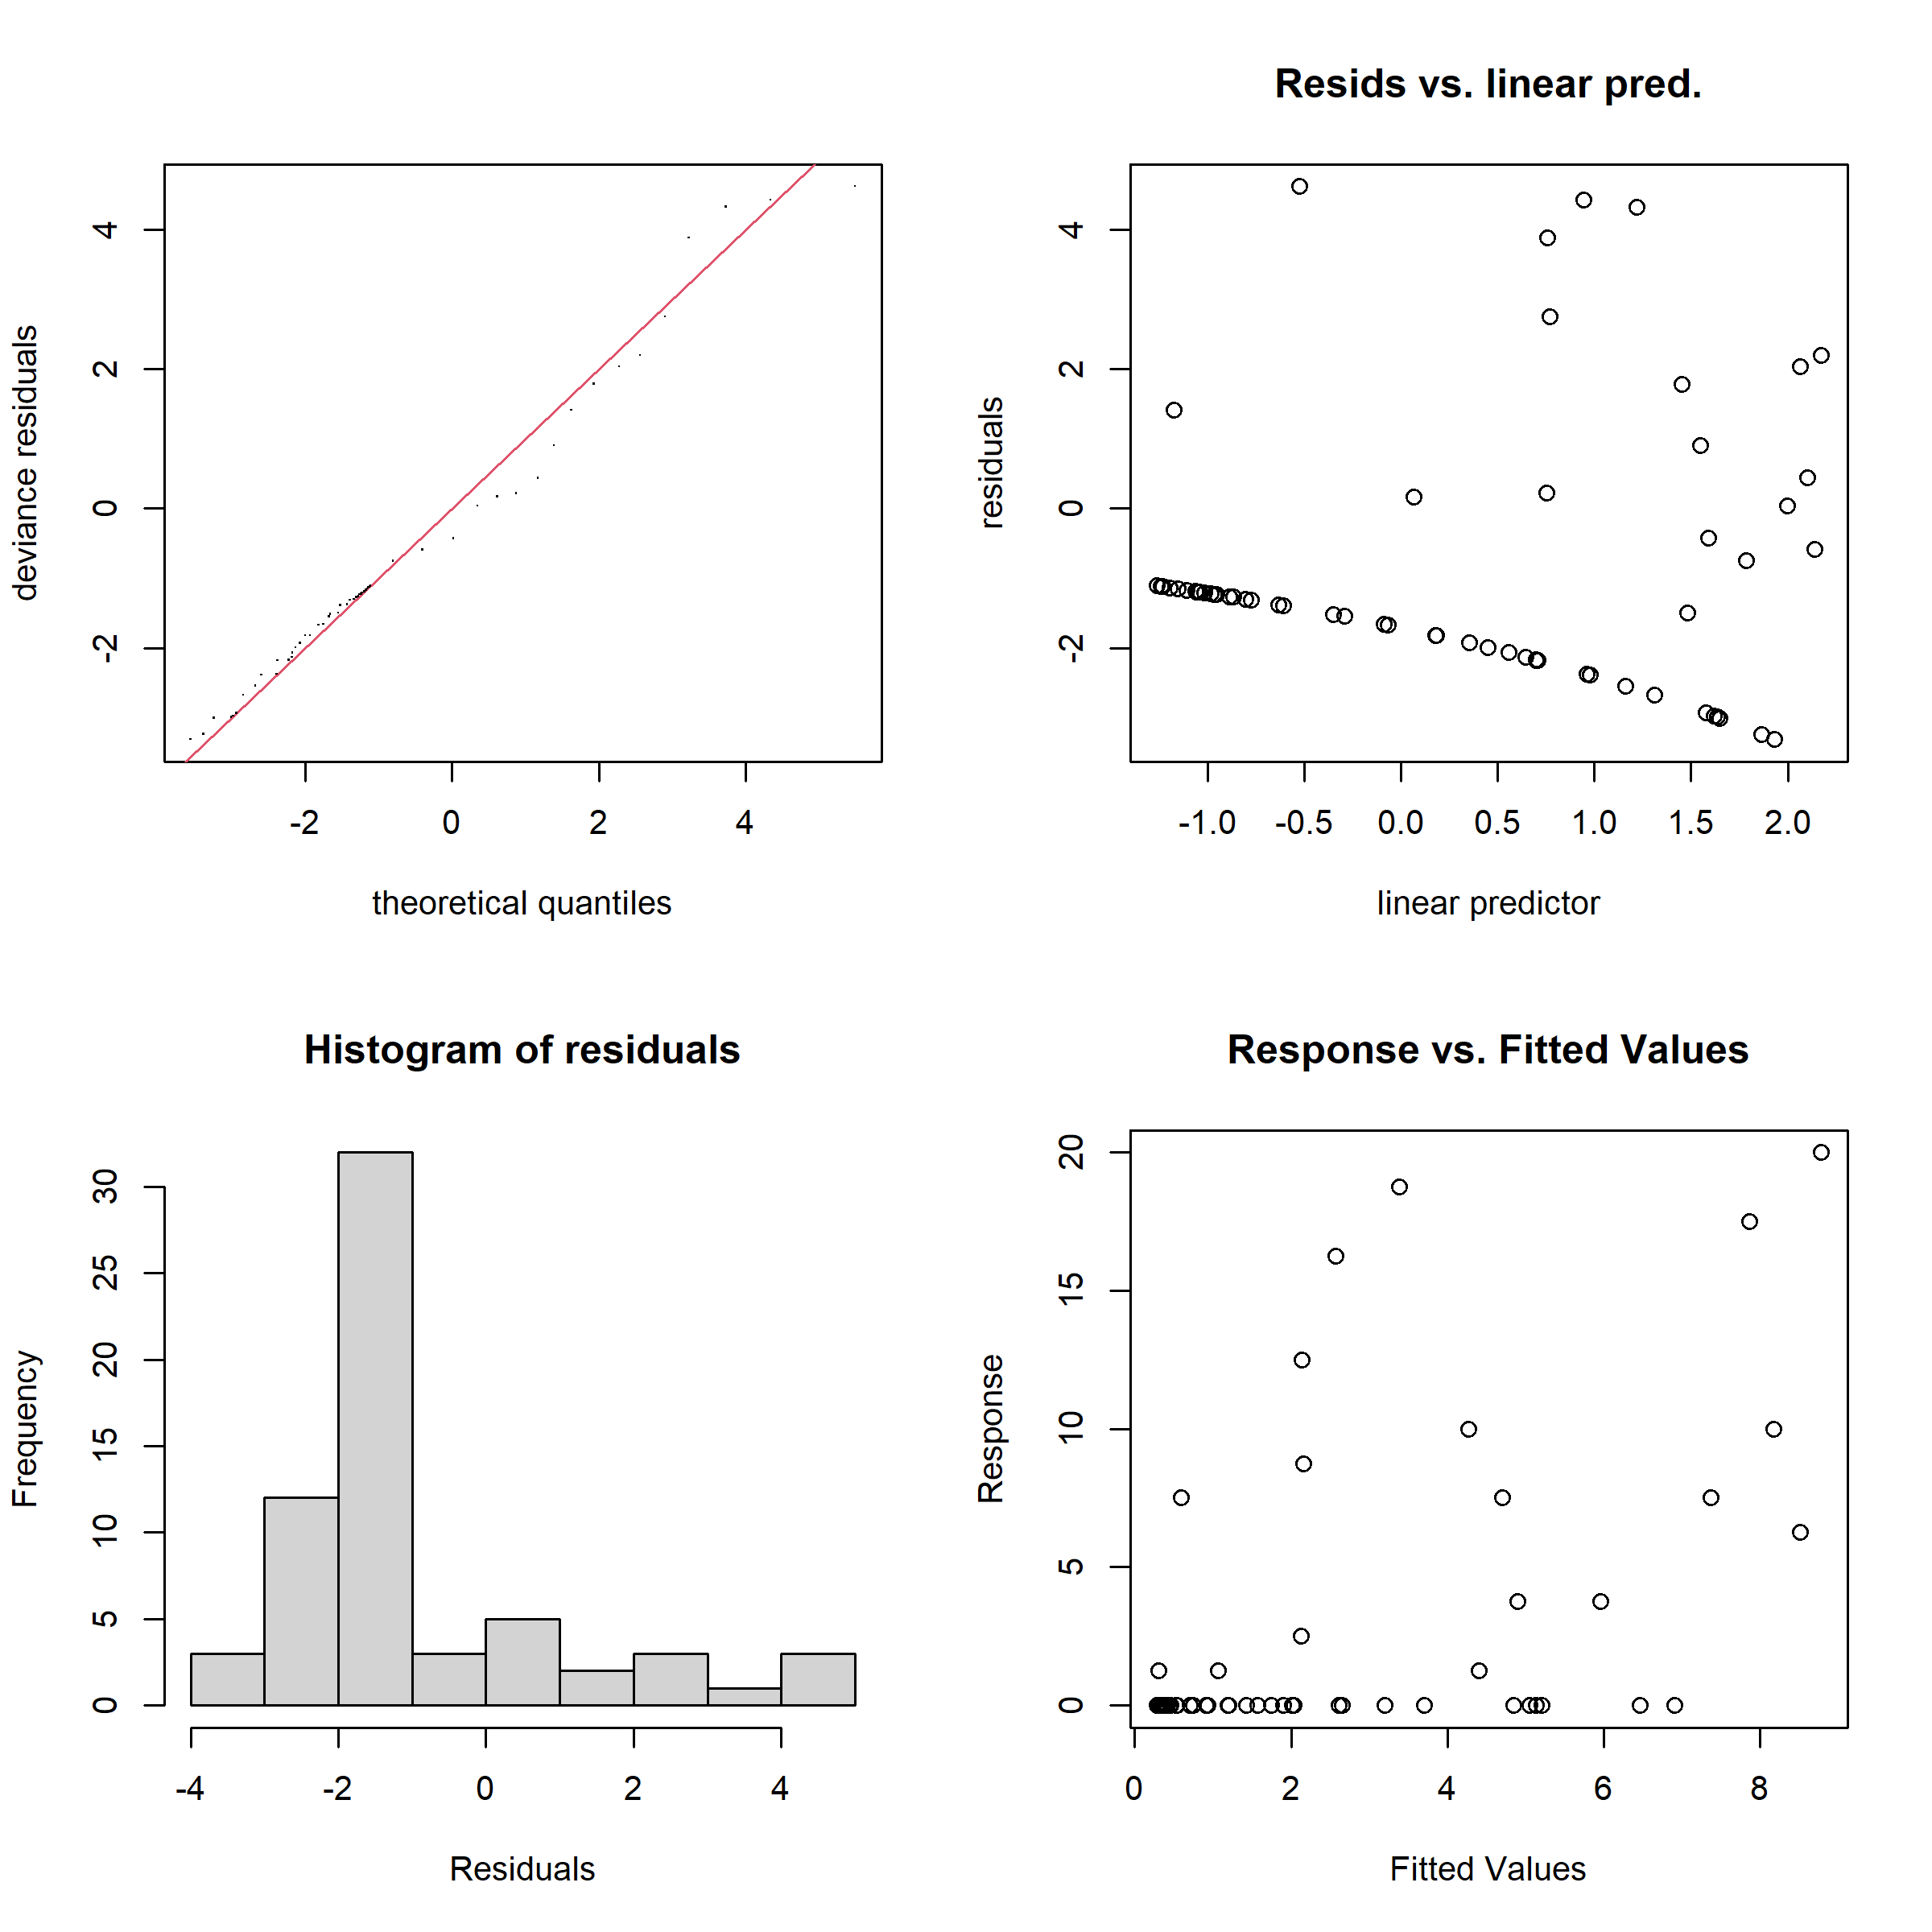 deviance residuals
4
2
0
-2
-2 0 2 4
theoretical quantiles
Resids vs. linear pred.
residuals
4
2
0
-2
-1.0 -0.5 0.0 0.5 1.0 1.5 2.0
linear predictor
Histogram of residuals
Frequency
30
25
20
15
10
5
0
-4 -2 0 2 4
Residuals
Response vs. Fitted Values
Response
20
15
10
5
0
0 2 4 6 8
Fitted Values